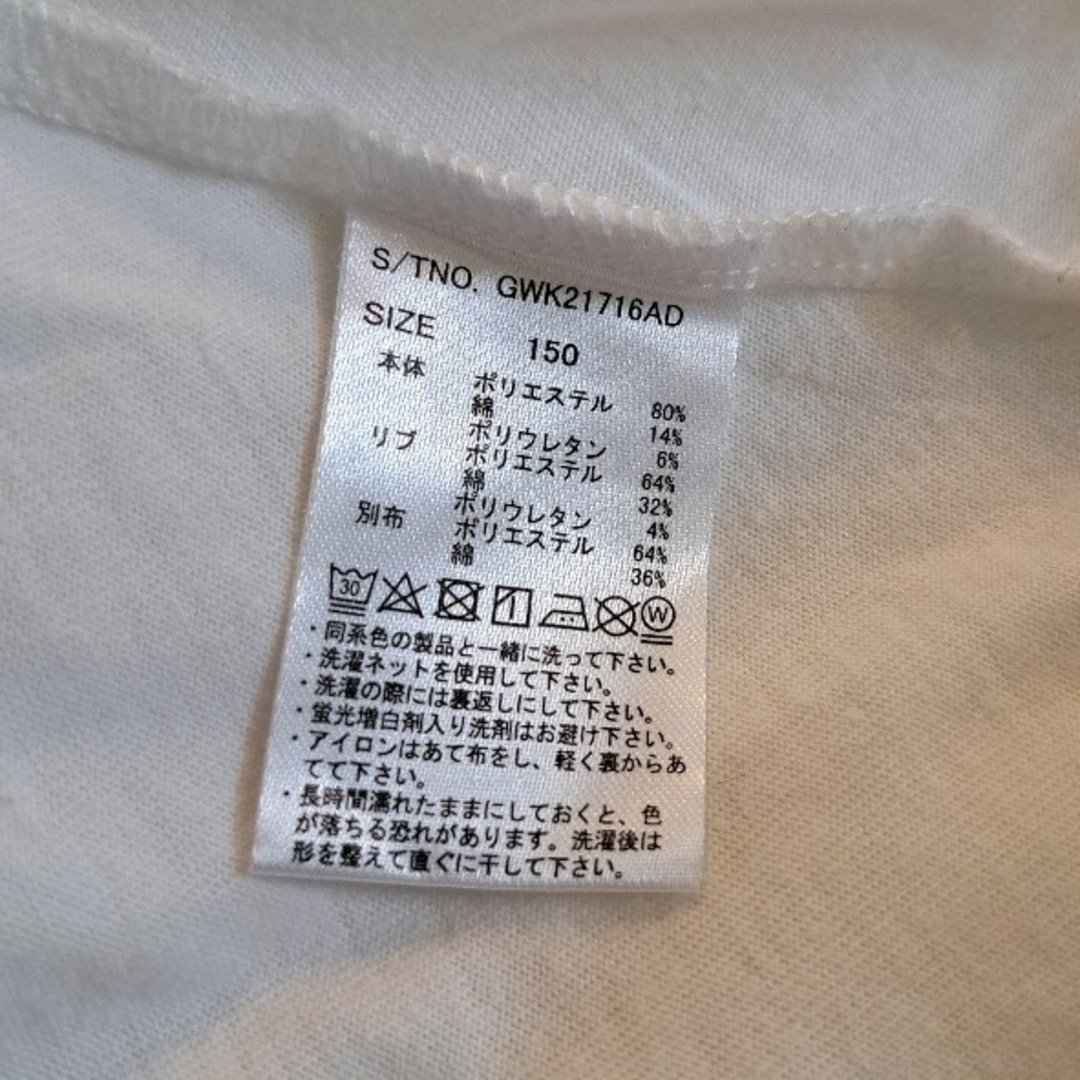 S/TNO. GWK21716AD
SIZE 150
本体 ポリエステル 80%
綿 14%
ポリウレタン 6%
リブ ポリエステル 64%
綿 32%
ポリウレタン 4%
別布 ポリエステル 64%
綿 36%
30 W
・同系色の製品と一緒に洗って下さい。
・洗濯ネットを使用して下さい。
・洗濯の際には裏返しにして下さい。
・蛍光増白剤入り洗剤はお避け下さい。
・アイロンはあて布をし、軽く裏からあ
てて下さい。
・長時間濡れたままにしておくと、色
が落ちる恐れがあります。洗濯後は
形を整えて直ぐに干して下さい。